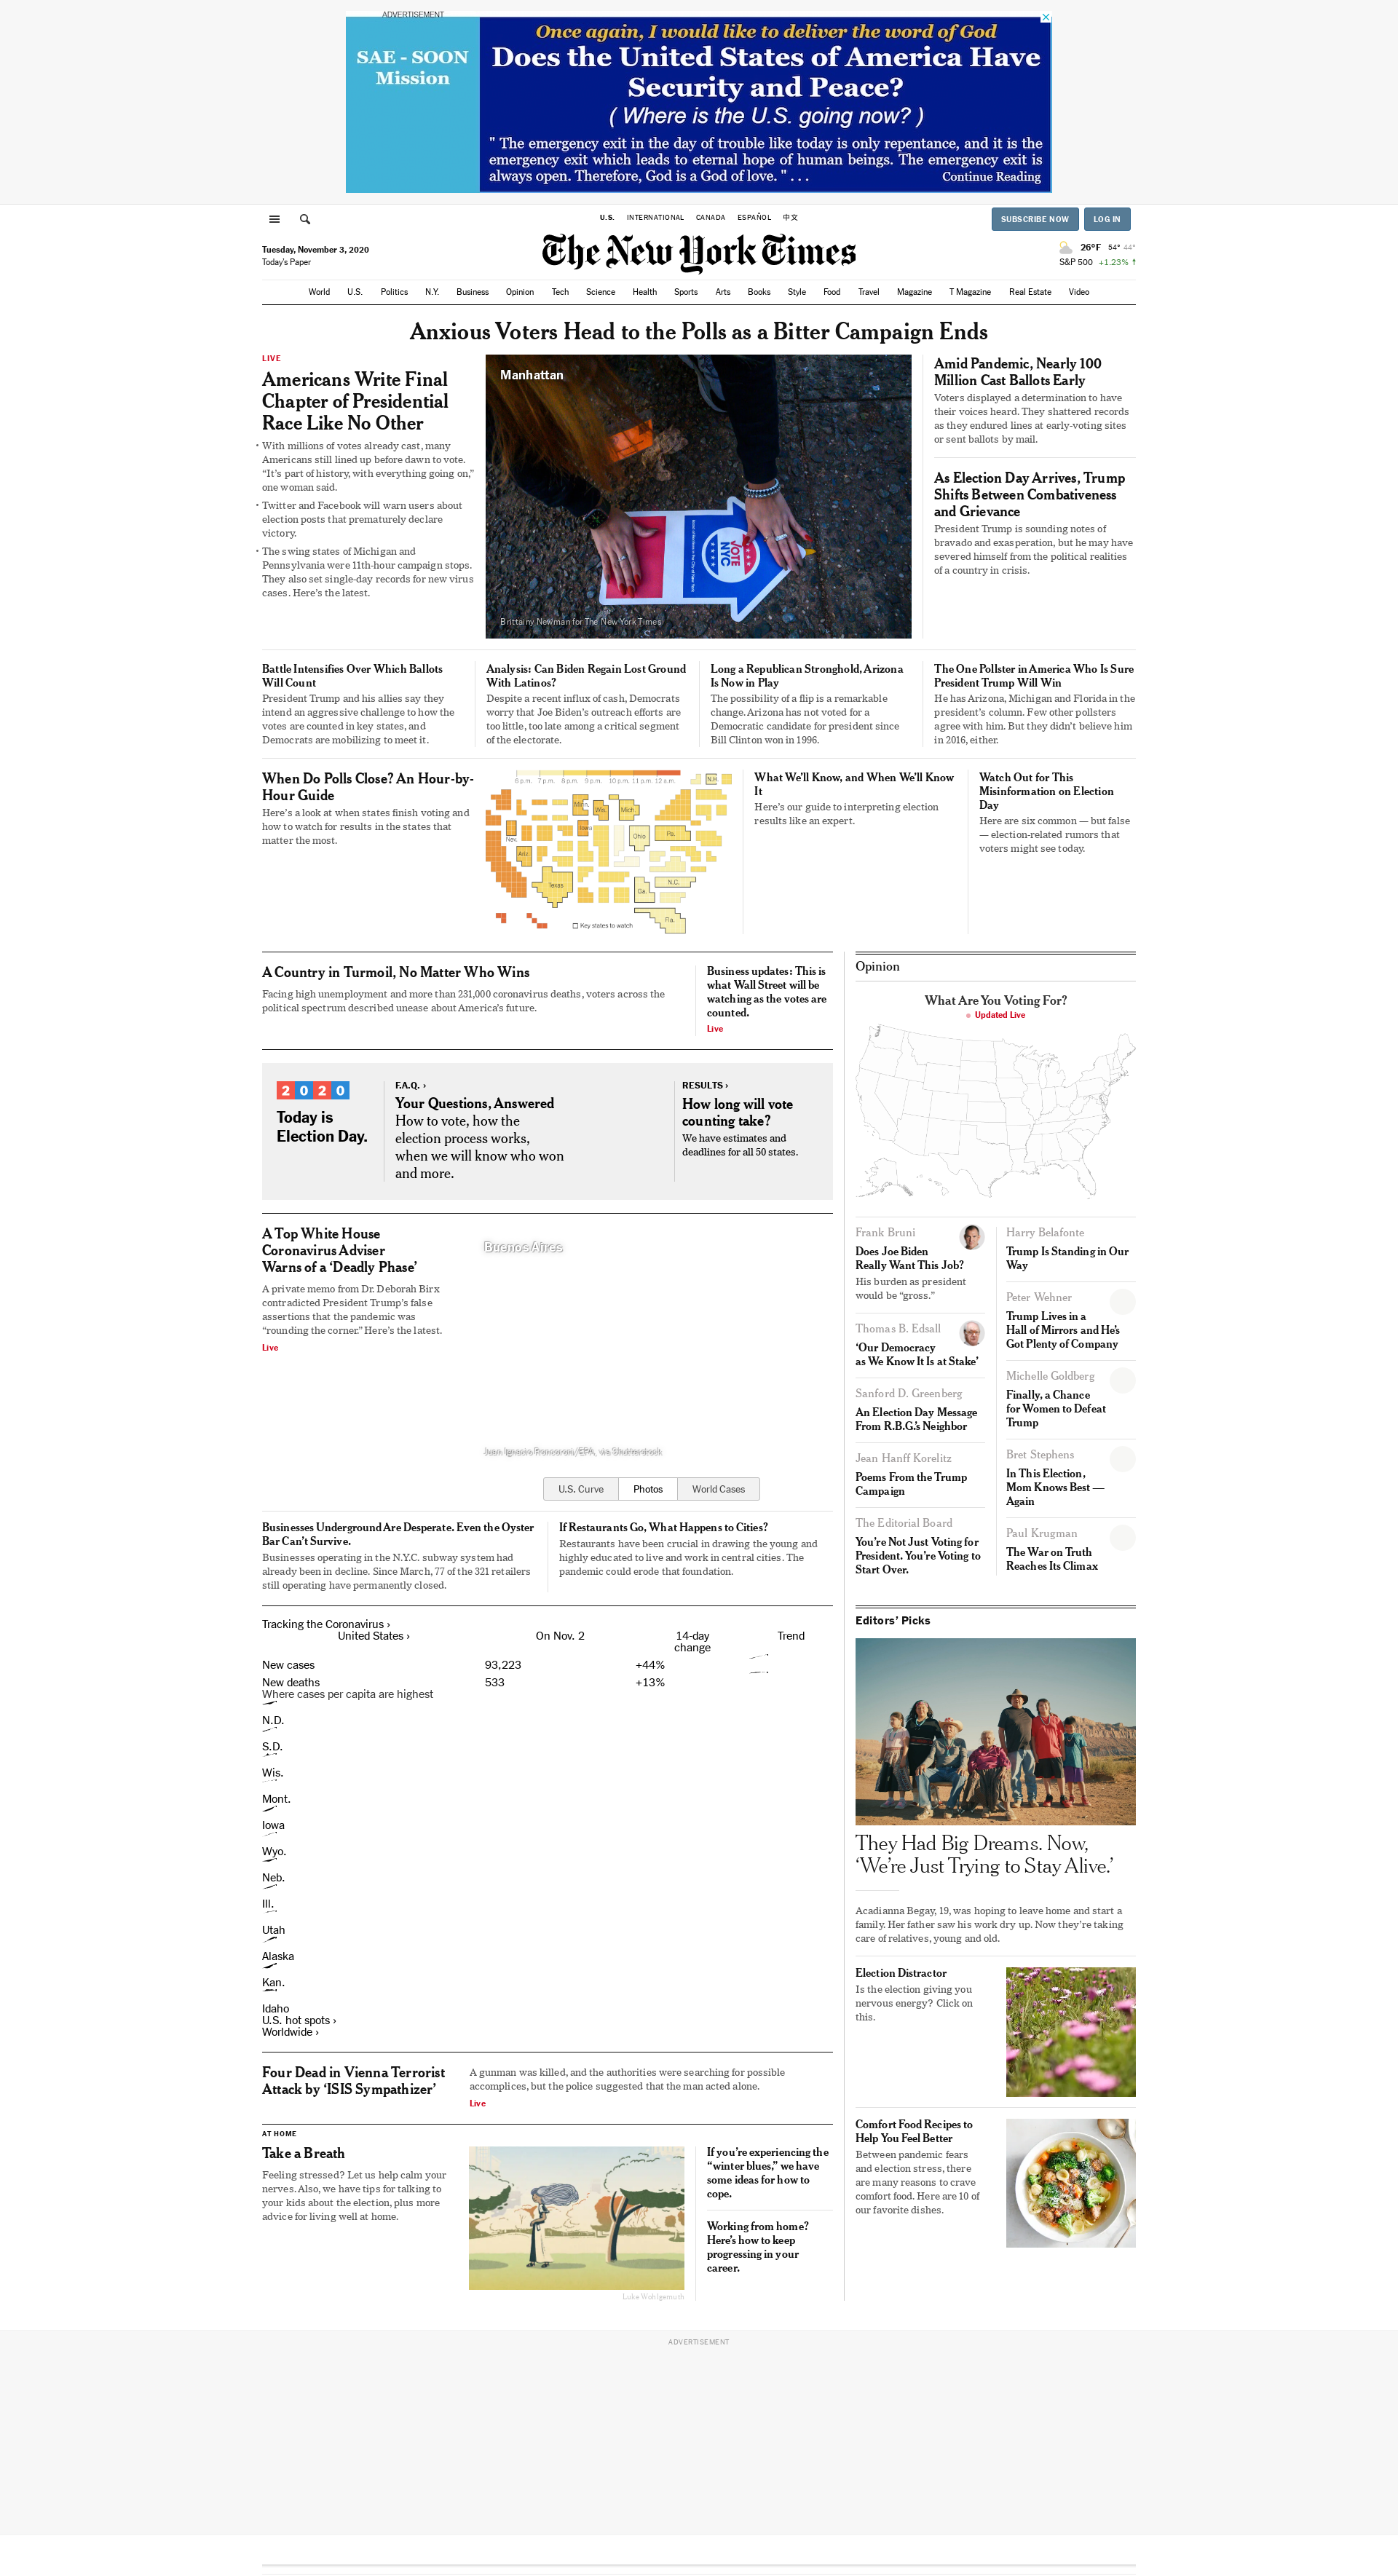 ADVERTISEMENT
SAE - SOON
Mission
Once again, I would like to deliver the word of God
Does the United States of America Have
Security and Peace?
( Where is the U.S. going now? )
" The emergency exit in the day of trouble like today is only repentance, and it is the
emergency exit which leads to eternal hope of human beings. The emergency exit is
always open. Therefore, God is a God of love. " . . .
Continue Reading
U.S. INTERNATIONAL CANADA ESPAÑOL 中文
SUBSCRIBE NOW LOG IN
Tuesday, November 3, 2020
Today's Paper
The New York Times
26°F 54° 44°
S&P 500 +1.23%
World U.S. Politics N.Y. Business Opinion Tech Science Health Sports Arts Books Style Food Travel Magazine T Magazine Real Estate Video
Anxious Voters Head to the Polls as a Bitter Campaign Ends
LIVE
Americans Write Final
Chapter of Presidential
Race Like No Other
• With millions of votes already cast, many
Americans still lined up before dawn to vote.
“It’s part of history, with everything going on,”
one woman said.
• Twitter and Facebook will warn users about
election posts that prematurely declare
victory.
• The swing states of Michigan and
Pennsylvania were 11th-hour campaign stops.
They also set single-day records for new virus
cases. Here’s the latest.
Manhattan
VOTE
NYC
Brittainy Newman for The New York Times
Amid Pandemic, Nearly 100
Million Cast Ballots Early
Voters displayed a determination to have
their voices heard. They shattered records
as they endured lines at early-voting sites
or sent ballots by mail.
As Election Day Arrives, Trump
Shifts Between Combativeness
and Grievance
President Trump is sounding notes of
bravado and exasperation, but he may have
severed himself from the political realities
of a country in crisis.
Battle Intensifies Over Which Ballots
Will Count
President Trump and his allies say they
intend an aggressive challenge to how the
votes are counted in key states, and
Democrats are mobilizing to meet it.
Analysis: Can Biden Regain Lost Ground
With Latinos?
Despite a recent influx of cash, Democrats
worry that Joe Biden’s outreach efforts are
too little, too late among a critical segment
of the electorate.
Long a Republican Stronghold, Arizona
Is Now in Play
The possibility of a flip is a remarkable
change. Arizona has not voted for a
Democratic candidate for president since
Bill Clinton won in 1996.
The One Pollster in America Who Is Sure
President Trump Will Win
He has Arizona, Michigan and Florida in the
president’s column. Few other pollsters
agree with him. But they didn’t believe him
in 2016, either.
When Do Polls Close? An Hour-by-
Hour Guide
Here’s a look at when states finish voting and
how to watch for results in the states that
matter the most.
6 p.m. 7 p.m. 8 p.m. 9 p.m. 10 p.m. 11 p.m. 12 a.m.
N.H.
Minn.
Wis.
Mich.
Iowa
Nev.
Ohio
Pa.
Ariz.
N.C.
Texas
Ga.
Fla.
Key states to watch
What We’ll Know, and When We’ll Know
It
Here’s our guide to interpreting election
results like an expert.
Watch Out for This
Misinformation on Election
Day
Here are six common — but false
— election-related rumors that
voters might see today.
A Country in Turmoil, No Matter Who Wins
Facing high unemployment and more than 231,000 coronavirus deaths, voters across the
political spectrum described unease about America’s future.
Business updates: This is
what Wall Street will be
watching as the votes are
counted.
Live
2020
Today is
Election Day.
F.A.Q. ›
Your Questions, Answered
How to vote, how the
election process works,
when we will know who won
and more.
RESULTS ›
How long will vote
counting take?
We have estimates and
deadlines for all 50 states.
A Top White House
Coronavirus Adviser
Warns of a ‘Deadly Phase’
A private memo from Dr. Deborah Birx
contradicted President Trump’s false
assertions that the pandemic was
“rounding the corner.” Here’s the latest.
Live
Buenos Aires
Juan Ignacio Roncoroni/EPA, via Shutterstock
U.S. Curve Photos World Cases
Businesses Underground Are Desperate. Even the Oyster
Bar Can’t Survive.
Businesses operating in the N.Y.C. subway system had
already been in decline. Since March, 77 of the 321 retailers
still operating have permanently closed.
If Restaurants Go, What Happens to Cities?
Restaurants have been crucial in drawing the young and
highly educated to live and work in central cities. The
pandemic could erode that foundation.
Tracking the Coronavirus ›
United States › On Nov. 2 14-day
change Trend
New cases 93,223 +44%
New deaths 533 +13%
Where cases per capita are highest
N.D.
S.D.
Wis.
Mont.
Iowa
Wyo.
Neb.
Ill.
Utah
Alaska
Kan.
Idaho
U.S. hot spots ›
Worldwide ›
Four Dead in Vienna Terrorist
Attack by ‘ISIS Sympathizer’
A gunman was killed, and the authorities were searching for possible
accomplices, but the police suggested that the man acted alone.
Live
AT HOME
Take a Breath
Feeling stressed? Let us help calm your
nerves. Also, we have tips for talking to
your kids about the election, plus more
advice for living well at home.
Luke Wohlgemuth
If you’re experiencing the
“winter blues,” we have
some ideas for how to
cope.
Working from home?
Here’s how to keep
progressing in your
career.
Opinion
What Are You Voting For?
Updated Live
Frank Bruni
Does Joe Biden
Really Want This Job?
His burden as president
would be “gross.”
Thomas B. Edsall
‘Our Democracy
as We Know It Is at Stake’
Sanford D. Greenberg
An Election Day Message
From R.B.G.’s Neighbor
Jean Hanff Korelitz
Poems From the Trump
Campaign
The Editorial Board
You’re Not Just Voting for
President. You’re Voting to
Start Over.
Harry Belafonte
Trump Is Standing in Our
Way
Peter Wehner
Trump Lives in a
Hall of Mirrors and He’s
Got Plenty of Company
Michelle Goldberg
Finally, a Chance
for Women to Defeat
Trump
Bret Stephens
In This Election,
Mom Knows Best —
Again
Paul Krugman
The War on Truth
Reaches Its Climax
Editors’ Picks
They Had Big Dreams. Now,
‘We’re Just Trying to Stay Alive.’
Acadianna Begay, 19, was hoping to leave home and start a
family. Her father saw his work dry up. Now they’re taking
care of relatives, young and old.
Election Distractor
Is the election giving you
nervous energy? Click on
this.
Comfort Food Recipes to
Help You Feel Better
Between pandemic fears
and election stress, there
are many reasons to crave
comfort food. Here are 10 of
our favorite dishes.
ADVERTISEMENT